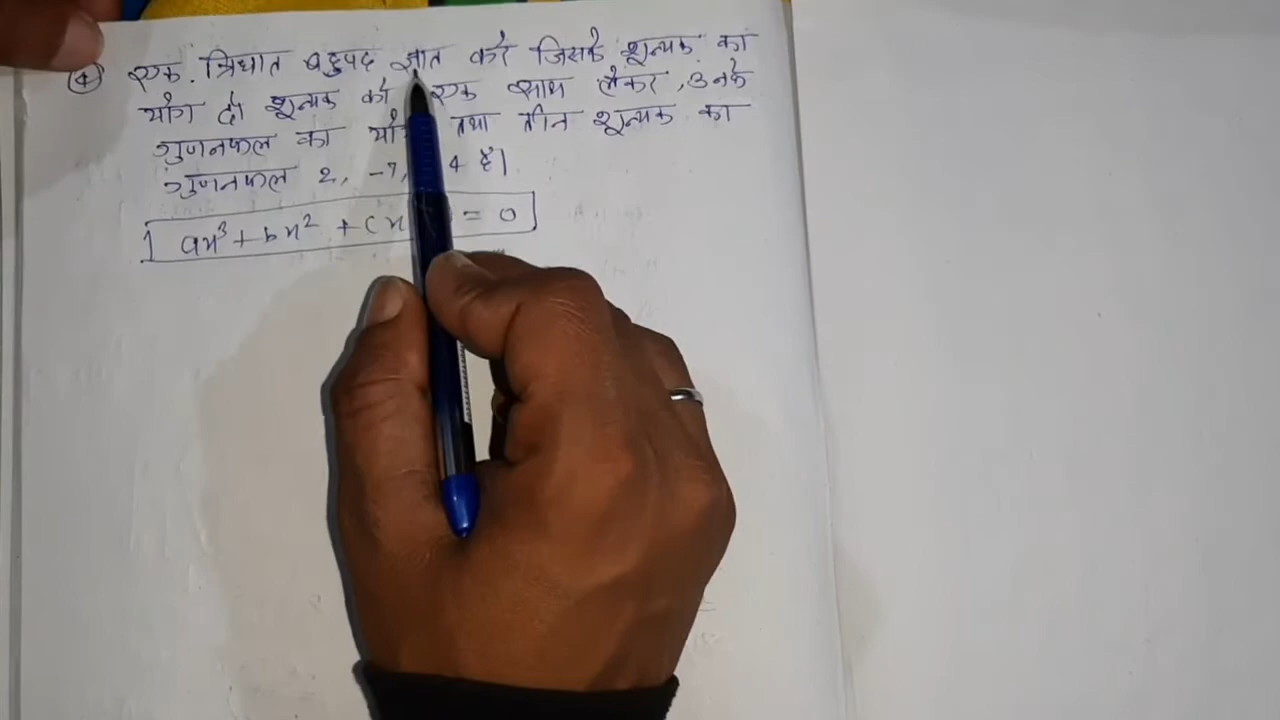 ④ एक त्रिघात बहुपद ज्ञात करें जिसके शून्यक का
योग दो शून्यक को एक साथ लेकर, उनके
गुणनफल का तथा तीन शून्यक का
गुणनफल 2, -7, 4 है।
ax³ + bx² + cx = 0